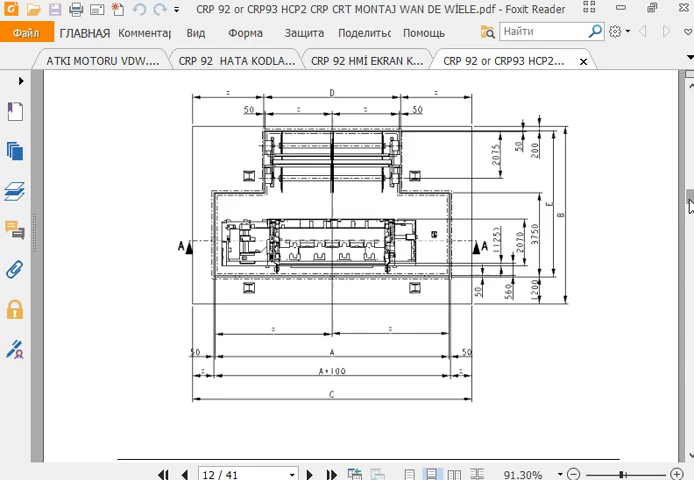 CRP 92 or CRP93 HCP2 CRP CRT MONTAJ WAN DE WİELE.pdf - Foxit Reader
Файл ГЛАВНАЯ Комментар Вид Форма Защита Поделитьс Помощь Найти
ATKI MOTORU VDW.... CRP 92 HATA KODLA... CRP 92 HMİ EKRAN K... CRP 92 or CRP93 HCP2...
= D =
50 = = 50
50
200
2075
E
B
A A
(1125)
2070
3750
50
560
1200
= =
50 A 50
= A+100 =
C
12 / 41 91.30%